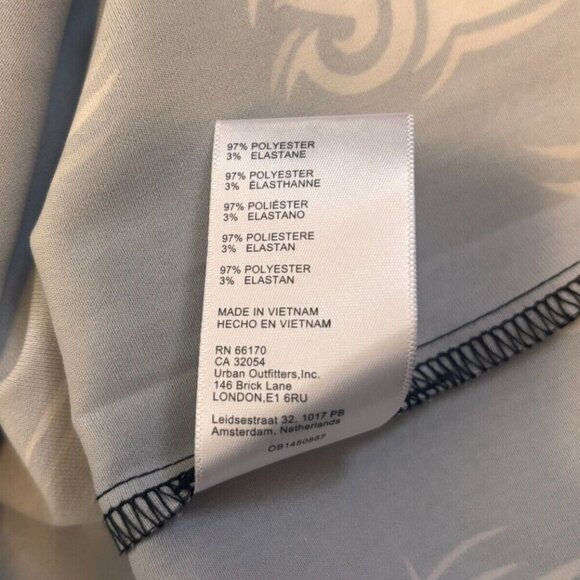 97% POLYESTER
3% ELASTANE
97% POLYESTER
3% ÉLASTHANNE
97% POLIÉSTER
3% ELASTANO
97% POLIESTERE
3% ELASTAN
97% POLYESTER
3% ELASTAN
MADE IN VIETNAM
HECHO EN VIETNAM
RN 66170
CA 32054
Urban Outfitters,Inc.
146 Brick Lane
LONDON,E1 6RU
Leidsestraat 32, 1017 PB
Amsterdam, Netherlands
OB1450857